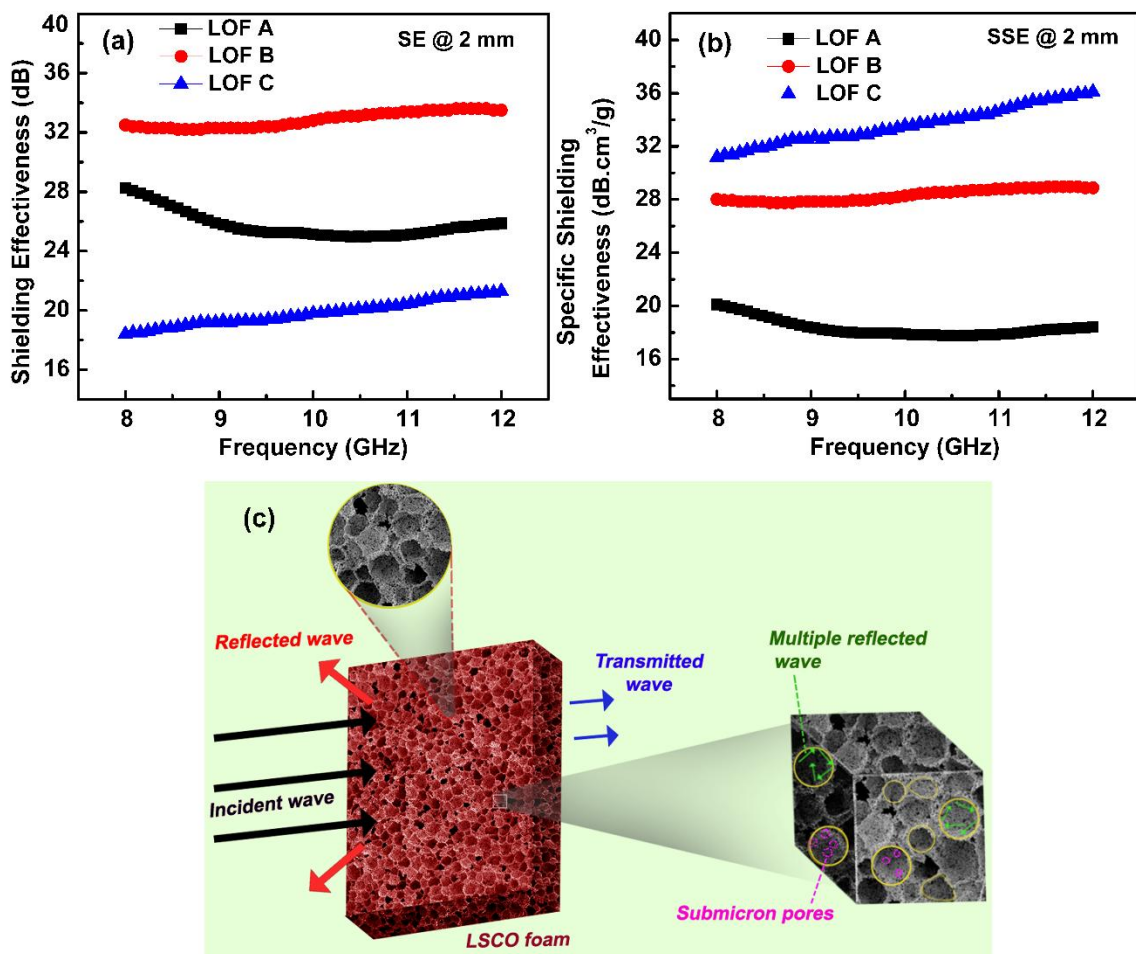 (a)
LOF A
LOF B
LOF C
SE @ 2 mm
Shielding Effectiveness (dB)
40
36
32
28
24
20
16
8
9
10
11
12
Frequency (GHz)
(b)
LOF A
LOF B
LOF C
SSE @ 2 mm
Specific Shielding
Effectiveness (dB.cm³/g)
40
36
32
28
24
20
16
8
9
10
11
12
Frequency (GHz)
(c)
Reflected wave
Incident wave
LSCO foam
Transmitted
wave
Multiple reflected
wave
Submicron pores